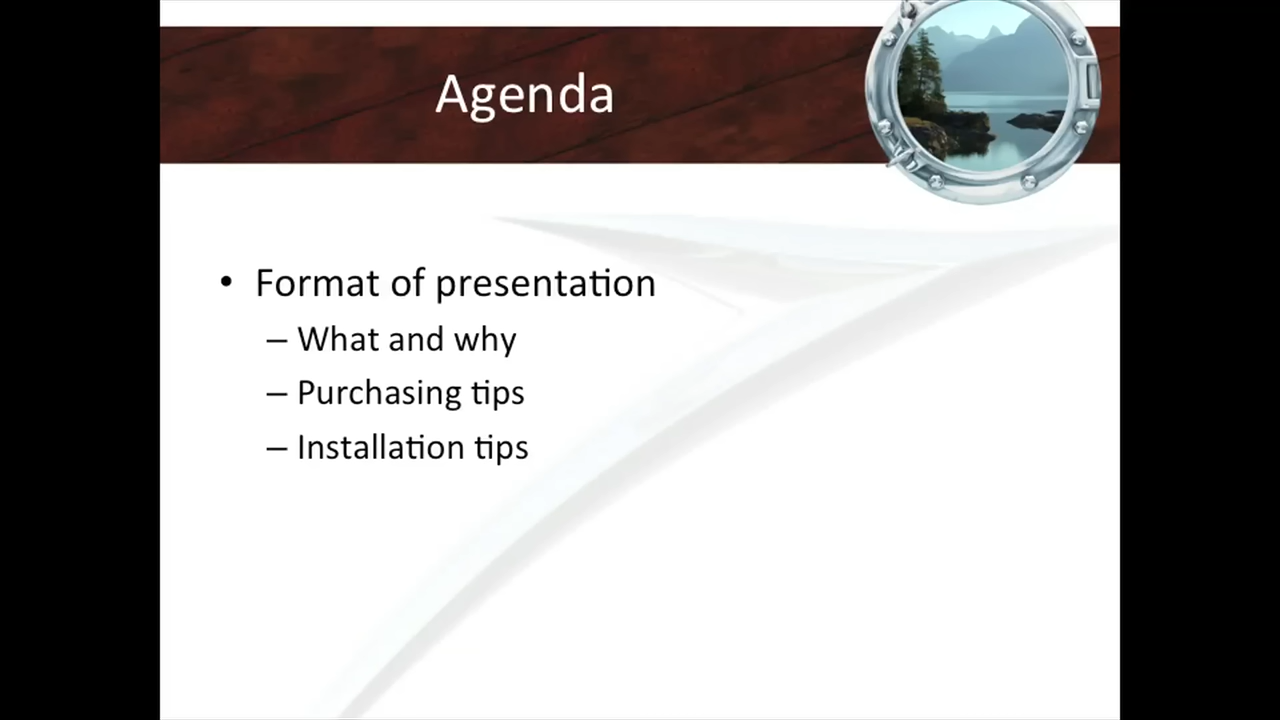 Agenda
• Format of presentation
– What and why
– Purchasing tips
– Installation tips